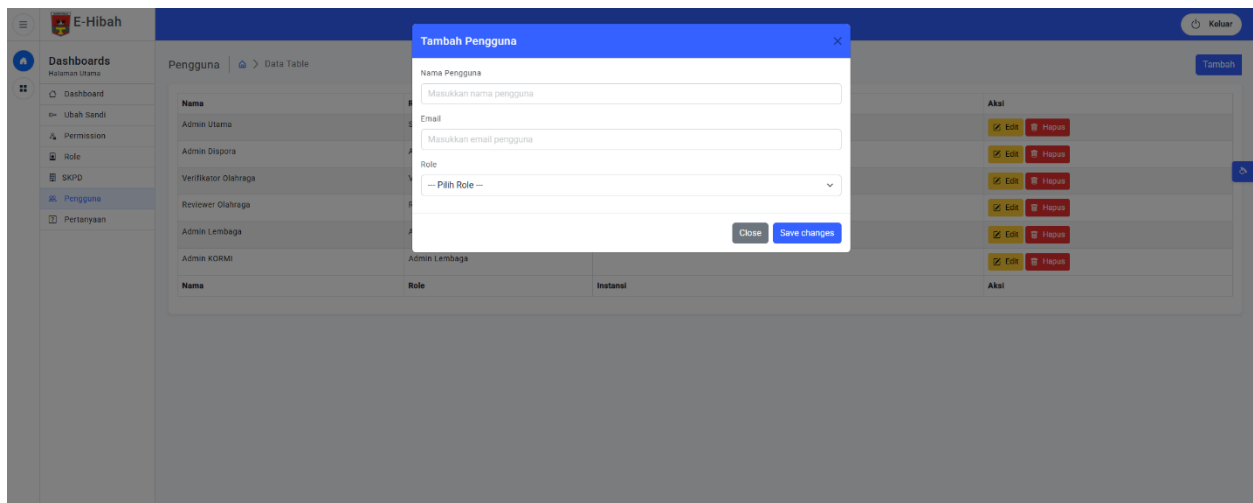 E-Hibah
Keluar
Tambah Pengguna
Dashboards
Halaman Utama
Dashboard
Ubah Sandi
Permission
Role
SKPD
Pengguna
Pertanyaan
Pengguna
Data Table
Tambah
Nama Pengguna
Masukkan nama pengguna
Email
Masukkan email pengguna
Role
--- Pilih Role ---
Close
Save changes
Nama
Aksi
Admin Utama
Edit
Hapus
Admin Dispora
Edit
Hapus
Verifikator Olahraga
Edit
Hapus
Reviewer Olahraga
Edit
Hapus
Admin Lembaga
Edit
Hapus
Admin KORMI
Admin Lembaga
Edit
Hapus
Nama
Role
Instansi
Aksi